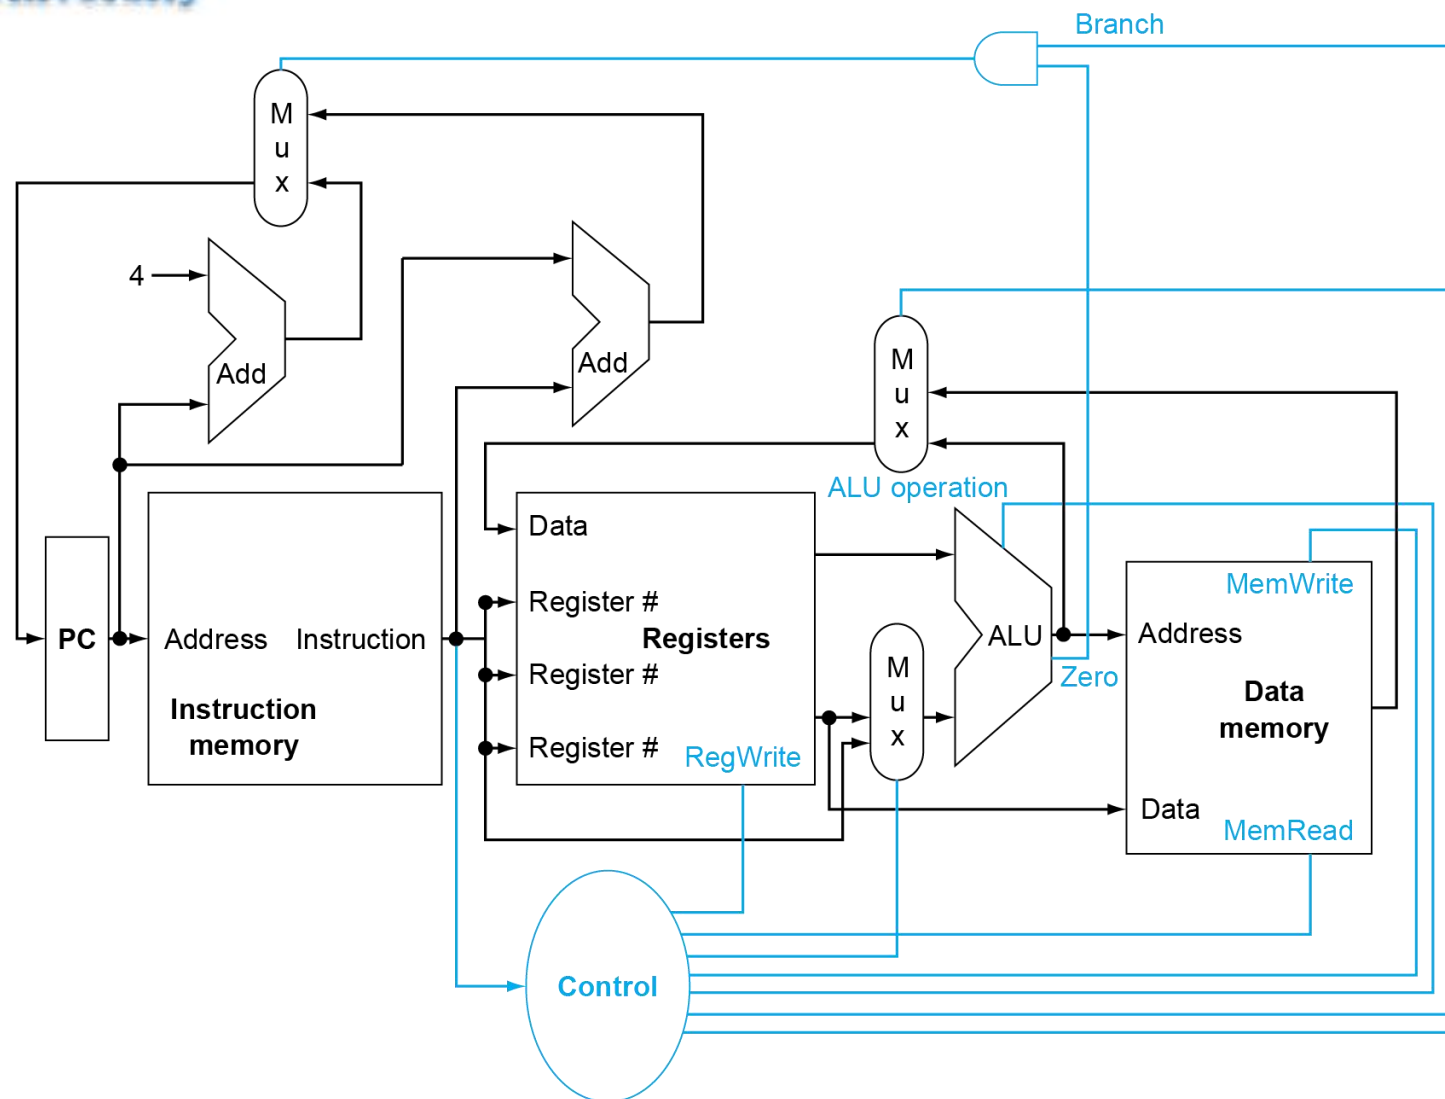 Branch
M
u
x
4
Add
Add
M
u
x
ALU operation
Data
Register #
Registers
Register #
Register #
RegWrite
PC
Address
Instruction
Instruction
memory
M
u
x
ALU
Zero
MemWrite
Address
Data
memory
Data
MemRead
Control